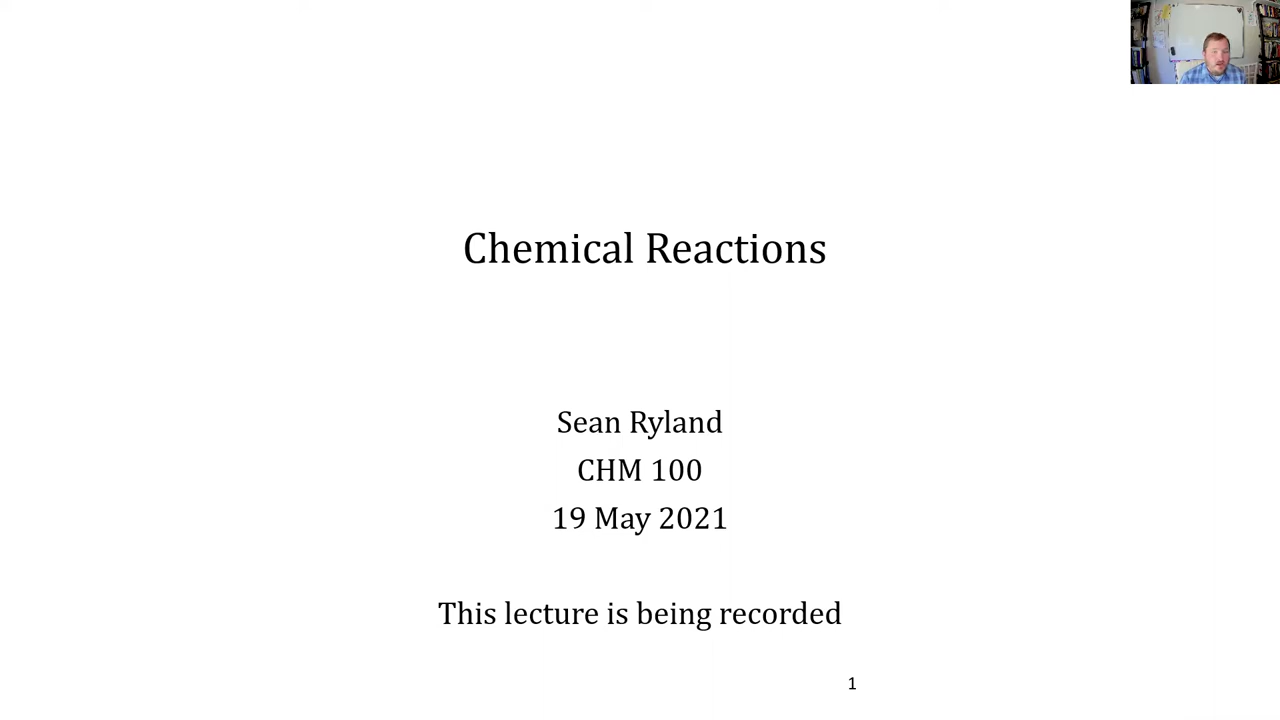 Chemical Reactions
Sean Ryland
CHM 100
19 May 2021
This lecture is being recorded
1